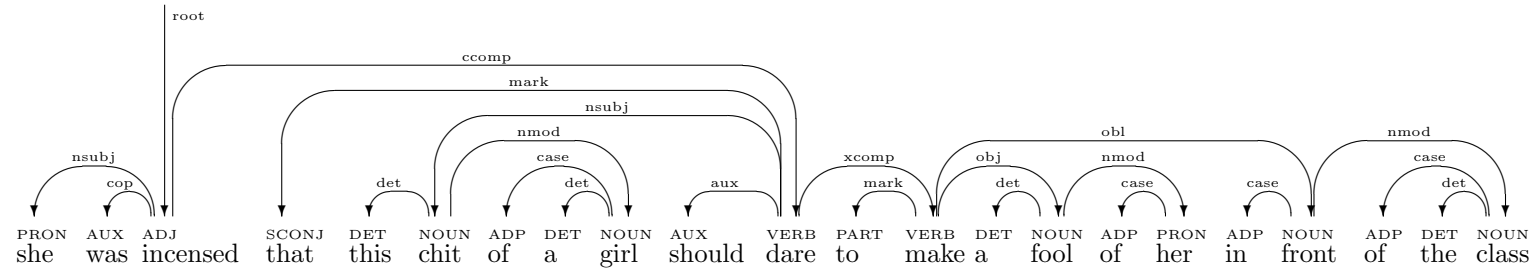 root
ccomp
mark
nsubj
nmod obl nmod
nsubj case xcomp obj nmod case
cop det det aux mark det case case det
PRON AUX ADJ SCONJ DET NOUN ADP DET NOUN AUX VERB PART VERB DET NOUN ADP PRON ADP NOUN ADP DET NOUN
she was incensed that this chit of a girl should dare to make a fool of her in front of the class